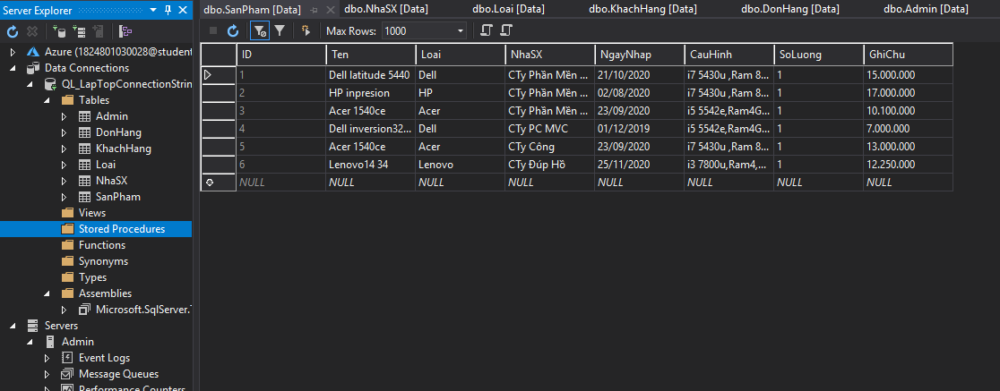 Server Explorer
dbo.SanPham [Data] dbo.NhaSX [Data] dbo.Loai [Data] dbo.KhachHang [Data] dbo.DonHang [Data] dbo.Admin [Data]
Max Rows: 1000
Azure (1824801030028@student
Data Connections
QL_LapTopConnectionStrin
Tables
Admin
DonHang
KhachHang
Loai
NhaSX
SanPham
Views
Stored Procedures
Functions
Synonyms
Types
Assemblies
Microsoft.SqlServer.
Servers
Admin
Event Logs
Message Queues
Performance Counters
ID Ten Loai NhaSX NgayNhap CauHinh SoLuong GhiChu
1 Dell latitude 5440 Dell CTy Phần Mền ... 21/10/2020 i7 5430u ,Ram 8... 1 15.000.000
2 HP inpresion HP CTy Phần Mền ... 02/08/2020 i7 5430u ,Ram 8... 1 17.000.000
3 Acer 1540ce Acer CTy Phần Mền ... 23/09/2020 i5 5542e,Ram4G... 1 10.100.000
4 Dell inversion32... Dell CTy PC MVC 01/12/2019 i5 5542e,Ram4G... 1 7.000.000
5 Acer 1540ce Acer CTy Công 23/09/2020 i7 5430u ,Ram 8... 1 13.000.000
6 Lenovo14 34 Lenovo CTy Đúp Hồ 25/11/2020 i3 7800u,Ram4,... 1 12.250.000
NULL NULL NULL NULL NULL NULL NULL NULL